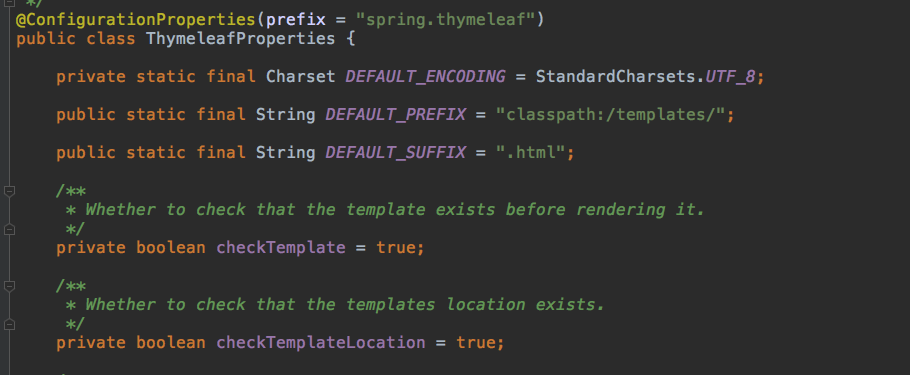 */
@ConfigurationProperties(prefix = "spring.thymeleaf")
public class ThymeleafProperties {
private static final Charset DEFAULT_ENCODING = StandardCharsets.UTF_8;
public static final String DEFAULT_PREFIX = "classpath:/templates/";
public static final String DEFAULT_SUFFIX = ".html";
/**
* Whether to check that the template exists before rendering it.
*/
private boolean checkTemplate = true;
/**
* Whether to check that the templates location exists.
*/
private boolean checkTemplateLocation = true;